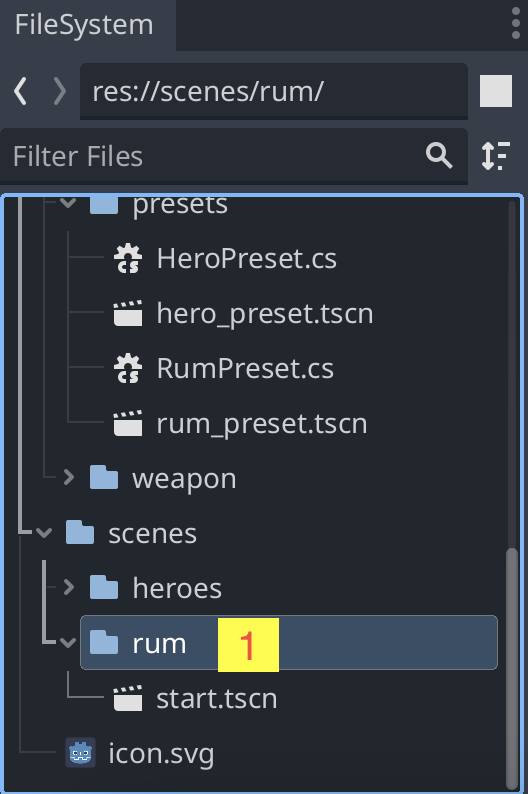 FileSystem
res://scenes/rum/
Filter Files
presets
HeroPreset.cs
hero_preset.tscn
RumPreset.cs
rum_preset.tscn
weapon
scenes
heroes
rum 1
start.tscn
icon.svg